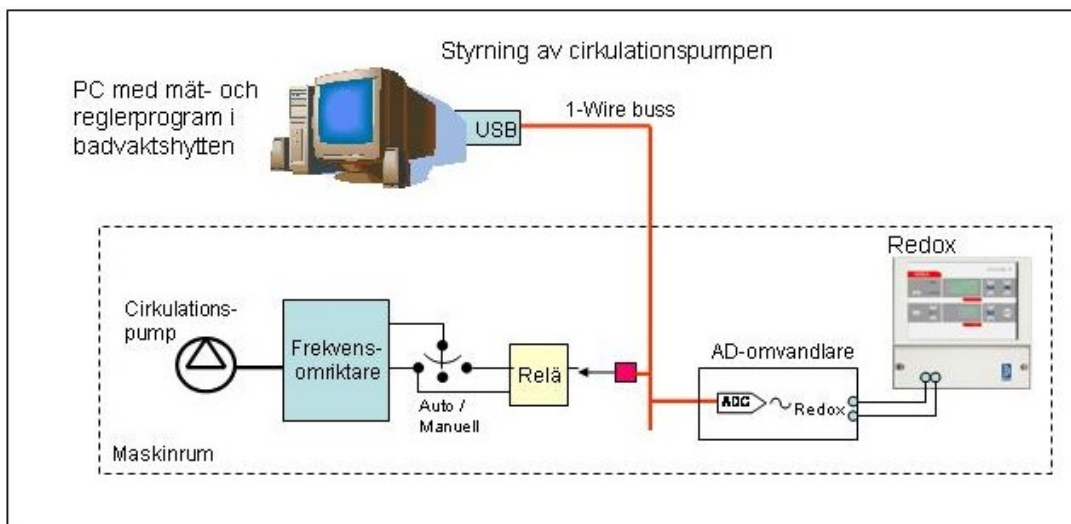 Styrning av cirkulationspumpen
PC med mät- och
reglerprogram i
badvaktshytten
USB
1-Wire buss
Redox
Cirkulations-
pump
Frekvens-
omriktare
Auto /
Manuell
Relä
AD-omvandlare
ADC
Redox
Maskinrum